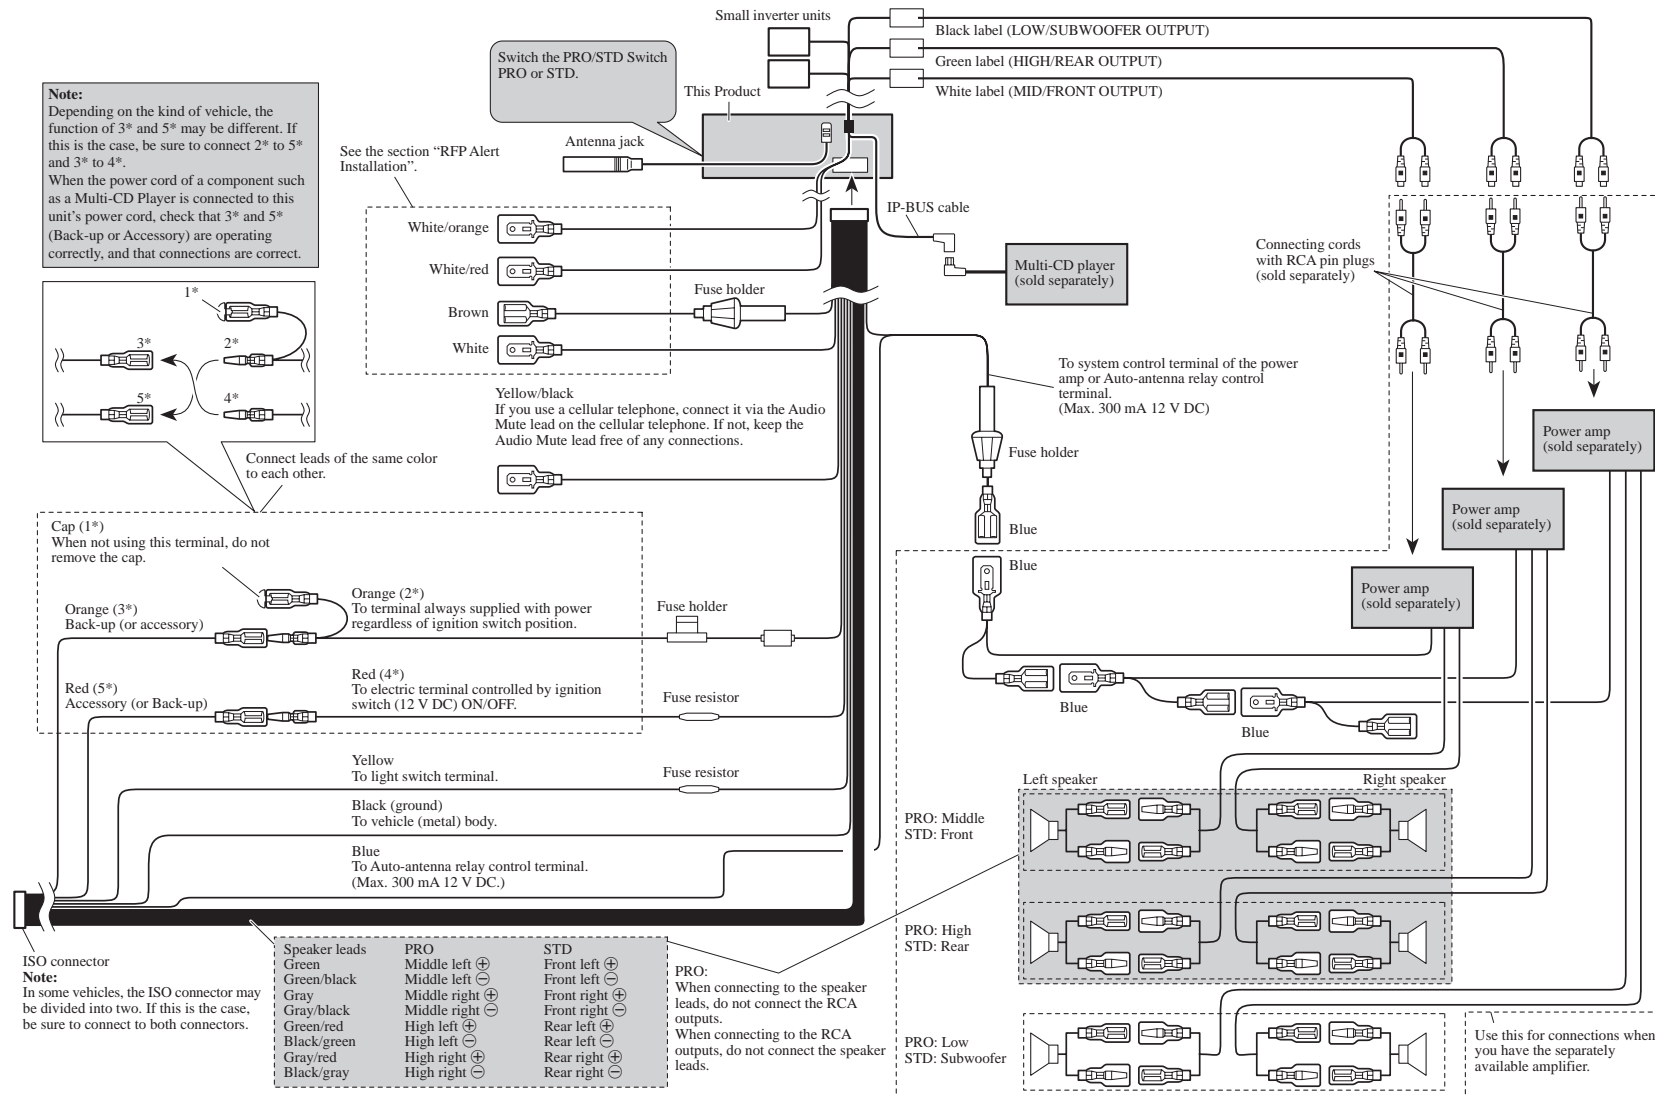 Small inverter units
Black label (LOW/SUBWOOFER OUTPUT)
Green label (HIGH/REAR OUTPUT)
White label (MID/FRONT OUTPUT)
Switch the PRO/STD Switch
PRO or STD.
This Product
Antenna jack
Note:
Depending on the kind of vehicle, the
function of 3* and 5* may be different. If
this is the case, be sure to connect 2* to 5*
and 3* to 4*.
When the power cord of a component such
as a Multi-CD Player is connected to this
unit's power cord, check that 3* and 5*
(Back-up or Accessory) are operating
correctly, and that connections are correct.
See the section “RFP Alert
Installation”.
White/orange
White/red
Brown
White
Fuse holder
IP-BUS cable
Multi-CD player
(sold separately)
Connecting cords
with RCA pin plugs
(sold separately)
1*
3*
2*
5*
4*
Connect leads of the same color
to each other.
Yellow/black
If you use a cellular telephone, connect it via the Audio
Mute lead on the cellular telephone. If not, keep the
Audio Mute lead free of any connections.
To system control terminal of the power
amp or Auto-antenna relay control
terminal.
(Max. 300 mA 12 V DC)
Fuse holder
Blue
Blue
Power amp
(sold separately)
Power amp
(sold separately)
Power amp
(sold separately)
Cap (1*)
When not using this terminal, do not
remove the cap.
Orange (3*)
Back-up (or accessory)
Orange (2*)
To terminal always supplied with power
regardless of ignition switch position.
Fuse holder
Red (5*)
Accessory (or Back-up)
Red (4*)
To electric terminal controlled by ignition
switch (12 V DC) ON/OFF.
Fuse resistor
Blue
Blue
Yellow
To light switch terminal.
Fuse resistor
Black (ground)
To vehicle (metal) body.
Blue
To Auto-antenna relay control terminal.
(Max. 300 mA 12 V DC.)
Left speaker
Right speaker
PRO: Middle
STD: Front
PRO: High
STD: Rear
PRO: Low
STD: Subwoofer
ISO connector
Note:
In some vehicles, the ISO connector may
be divided into two. If this is the case,
be sure to connect to both connectors.
Speaker leads PRO STD
Green Middle left ⊕ Front left ⊕
Green/black Middle left ⊖ Front left ⊖
Gray Middle right ⊕ Front right ⊕
Gray/black Middle right ⊖ Front right ⊖
Green/red High left ⊕ Rear left ⊕
Black/green High left ⊖ Rear left ⊖
Gray/red High right ⊕ Rear right ⊕
Black/gray High right ⊖ Rear right ⊖
PRO:
When connecting to the speaker
leads, do not connect the RCA
outputs.
When connecting to the RCA
outputs, do not connect the speaker
leads.
Use this for connections when
you have the separately
available amplifier.